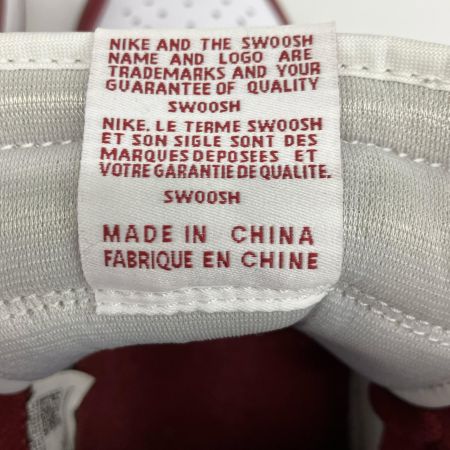 NIKE AND THE SWOOSH
NAME AND LOGO ARE
TRADEMARKS AND YOUR
GUARANTEE OF QUALITY
SWOOSH
NIKE, LE TERME SWOOSH
ET SON SIGLE SONT DES
MARQUES DEPOSEES ET
VOTRE GARANTIE DE QUALITE.
SWOOSH
MADE IN CHINA
FABRIQUE EN CHINE